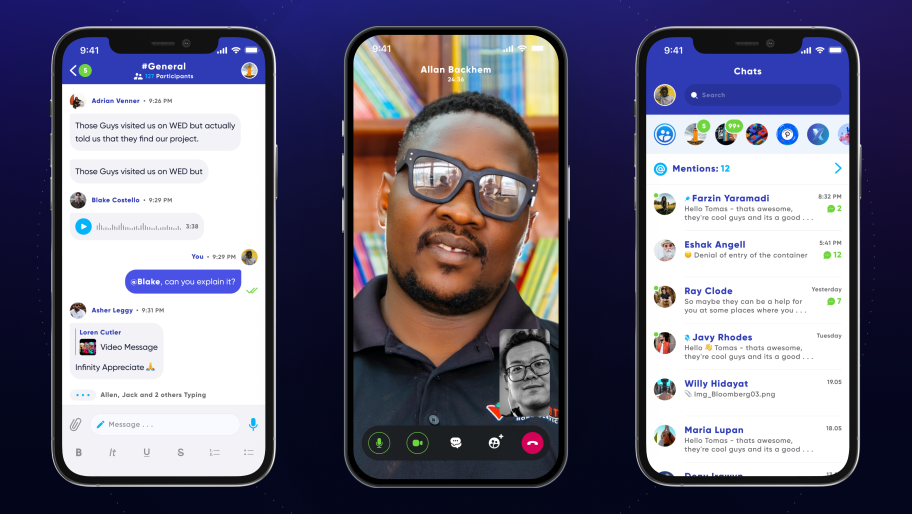 9:41
5
#General
127 Participants
Adrian Venner • 9:26 PM
Those Guys visited us on WED but actually
told us that they find our project.
Those Guys visited us on WED but
Blake Costello • 9:29 PM
3:38
You • 9:29 PM
@Blake, can you explain it?
Asher Leggy • 9:31 PM
Loren Cutler
Video Message
Infinity Appreciate 🙏
Allen, Jack and 2 others Typing
Message . . .
B It U S
9:41
Allan Backhem
9:41
Chats
Search
5
99+
Mentions: 12
Farzin Yaramadi 8:32 PM
Hello Tomas - thats awesome,
they're cool guys and its a good . . . 2
Eshak Angell 5:41 PM
😀 Denial of entry of the container 12
Ray Clode Yesterday
So maybe they can be a help for 7
you at some places where you . . .
Javy Rhodes Tuesday
Hello 👋 Tomas - thats awesome,
they're cool guys and its a good . . .
Willy Hidayat 19.05
Img_Bloomberg03.png
Maria Lupan 18.05
Hello Tomas - thats awesome,
they're cool guys and its a good . . .